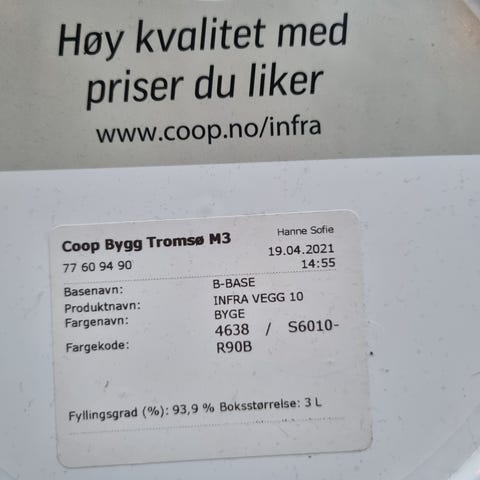 Høy kvalitet med
priser du liker
www.coop.no/infra
Coop Bygg Tromsø M3 Hanne Sofie
77 60 94 90 19.04.2021
14:55
Basenavn: B-BASE
Produktnavn: INFRA VEGG 10
Fargenavn: BYGE
4638 / S6010-
Fargekode: R90B
Fyllingsgrad (%): 93,9 % Boksstørrelse: 3 L